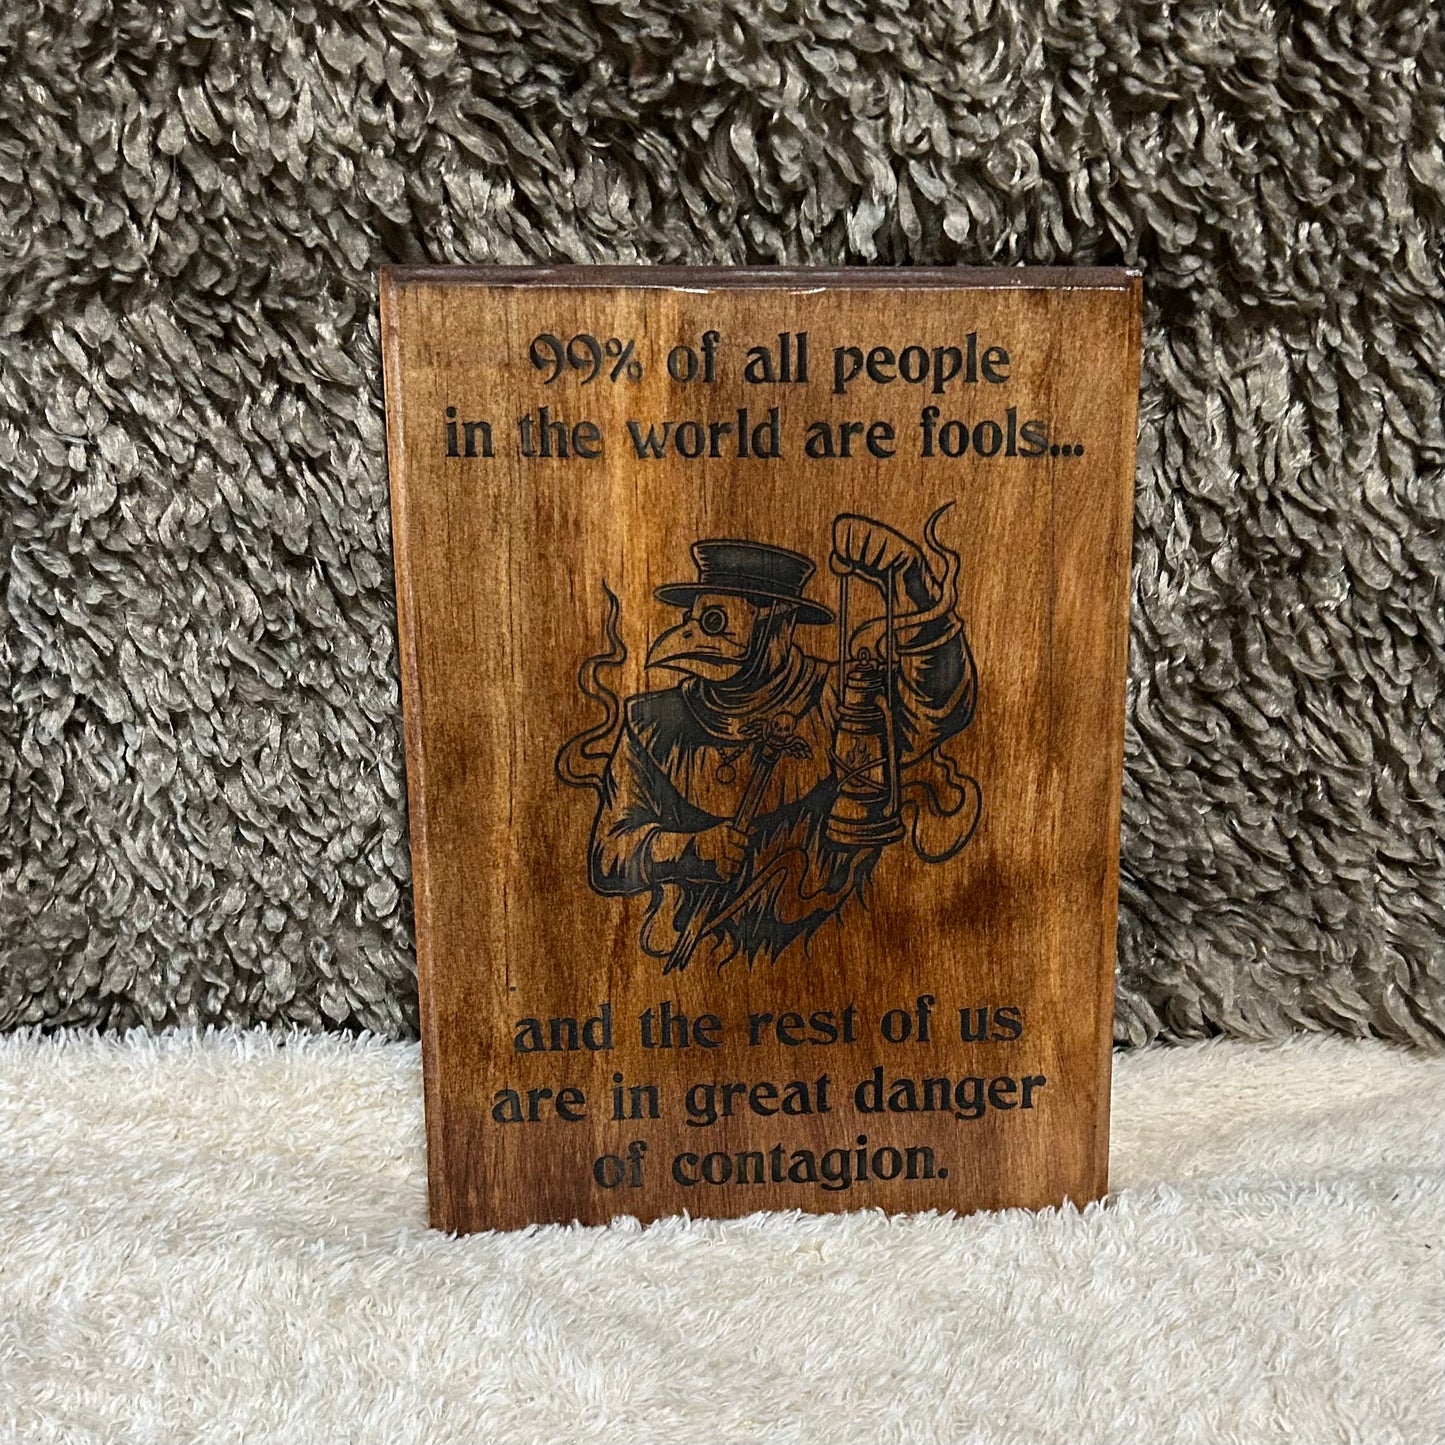 99% of all people
in the world are fools...
and the rest of us
are in great danger
of contagion.